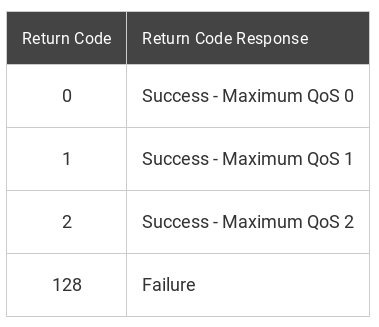 Return Code Return Code Response
0 Success - Maximum QoS 0
1 Success - Maximum QoS 1
2 Success - Maximum QoS 2
128 Failure